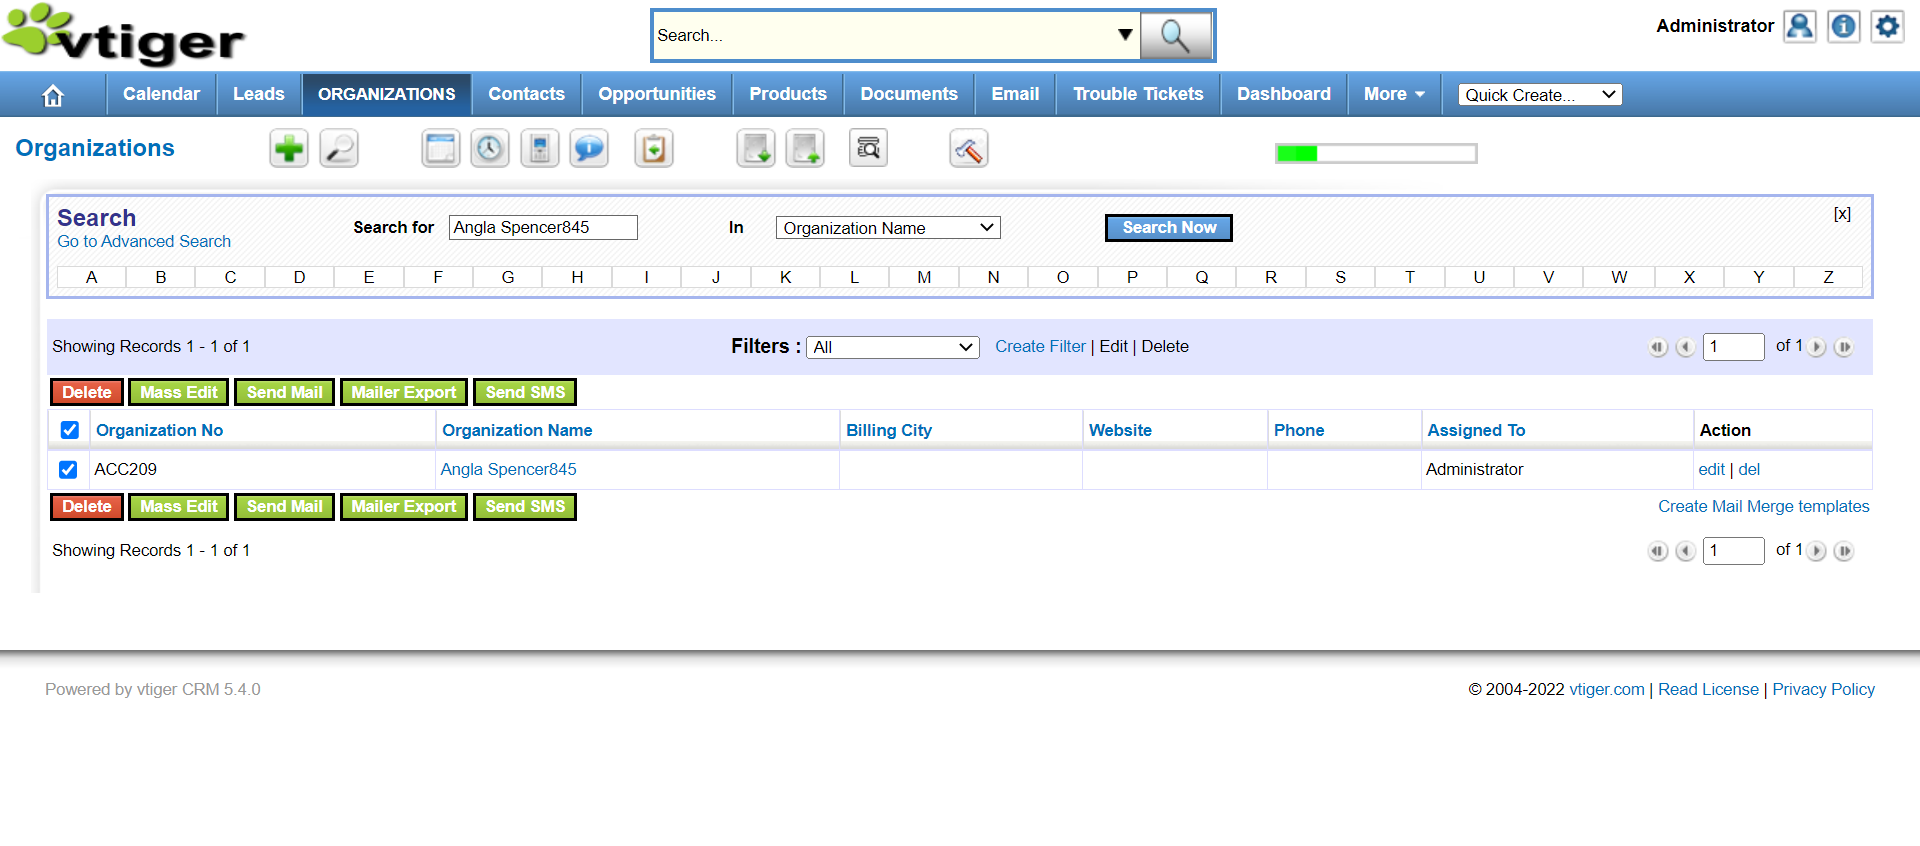 vtiger
Search...
Administrator
Calendar Leads ORGANIZATIONS Contacts Opportunities Products Documents Email Trouble Tickets Dashboard More Quick Create...
Organizations
Search
Go to Advanced Search
Search for Angla Spencer845 In Organization Name Search Now [x]
A B C D E F G H I J K L M N O P Q R S T U V W X Y Z
Showing Records 1 - 1 of 1 Filters : All Create Filter | Edit | Delete 1 of 1
Delete Mass Edit Send Mail Mailer Export Send SMS
Organization No Organization Name Billing City Website Phone Assigned To Action
ACC209 Angla Spencer845 Administrator edit | del
Delete Mass Edit Send Mail Mailer Export Send SMS Create Mail Merge templates
Showing Records 1 - 1 of 1 1 of 1
Powered by vtiger CRM 5.4.0 © 2004-2022 vtiger.com | Read License | Privacy Policy